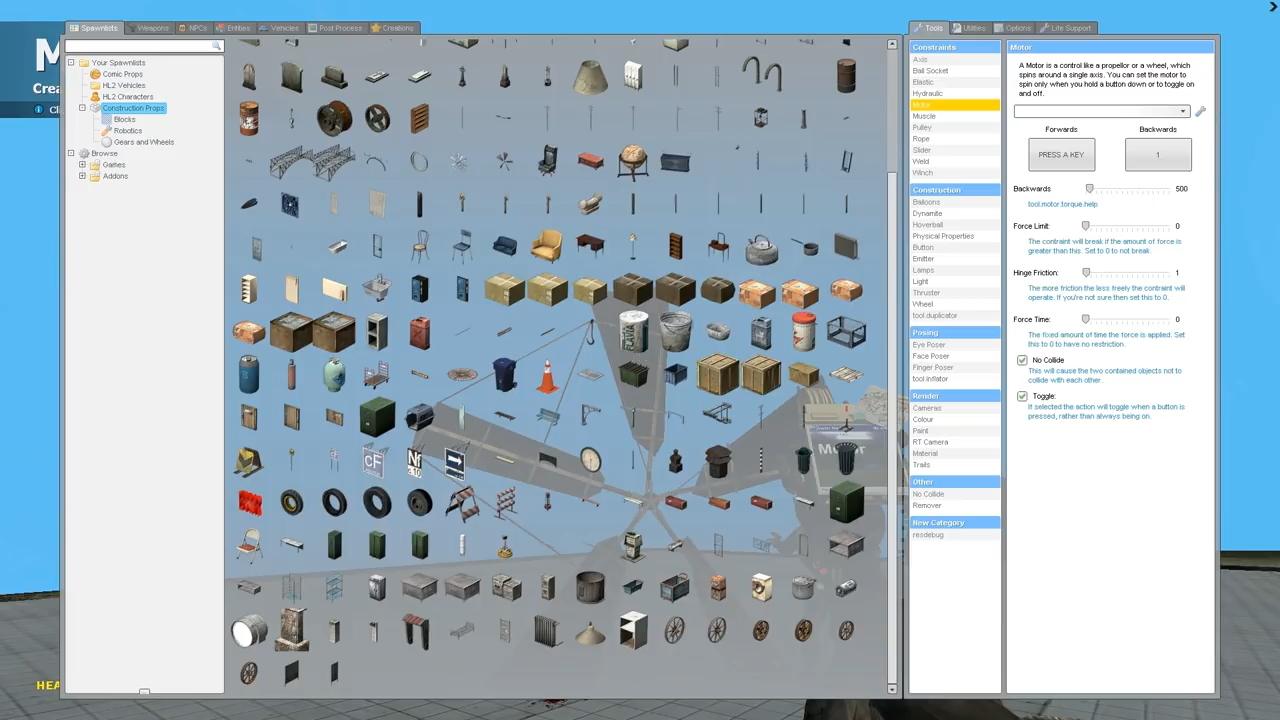 Spawnlists
Weapons
NPCs
Entities
Vehicles
Post Process
Creations
M
Crea
Your Spawnlists
Comic Props
HL2 Vehicles
HL2 Characters
Construction Props
Blocks
Robotics
Gears and Wheels
Browse
Games
Addons
HEA
cF
Tools
Utilities
Options
Life Support
Constraints
Axis
Ball Socket
Elastic
Hydraulic
Motor
Muscle
Pulley
Rope
Slider
Weld
Winch
Construction
Balloons
Dynamite
Hoverball
Physical Properties
Button
Emitter
Lamps
Light
Thruster
Wheel
tool.duplicator
Posing
Eye Poser
Face Poser
Finger Poser
tool.inflator
Render
Cameras
Colour
Paint
RT Camera
Material
Trails
Other
No Collide
Remover
New Category
resdebug
Motor
A Motor is a control like a propellor or a wheel, which
spins around a single axis. You can set the motor to
spin only when you hold a button down or to toggle on
and off.
Forwards
Backwards
PRESS A KEY
1
Backwards 500
tool.motor.torque.help
Force Limit: 0
The contraint will break if the amount of force is
greater than this. Set to 0 to not break
Hinge Friction: 1
The more friction the less freely the contraint will
operate. If you're not sure then set this to 0.
Force Time: 0
The fixed amount of time the force is applied. Set
this to 0 to have no restriction.
No Collide
This will cause the two contained objects not to
collide with each other.
Toggle:
If selected the action will toggle when a button is
pressed, rather than always being on.